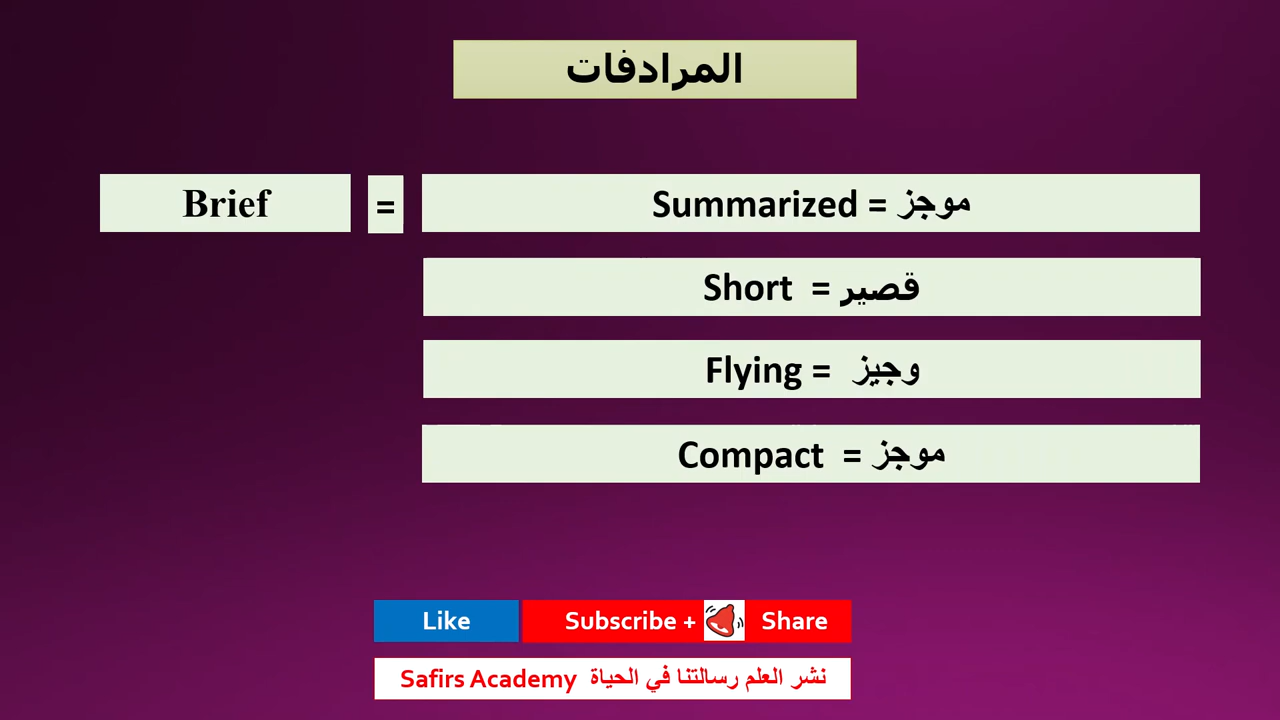 المرادفات
Brief = Summarized = موجز
Short = قصير
Flying = وجيز
Compact = موجز
Like Subscribe + Share
Safirs Academy نشر العلم رسالتنا في الحياة